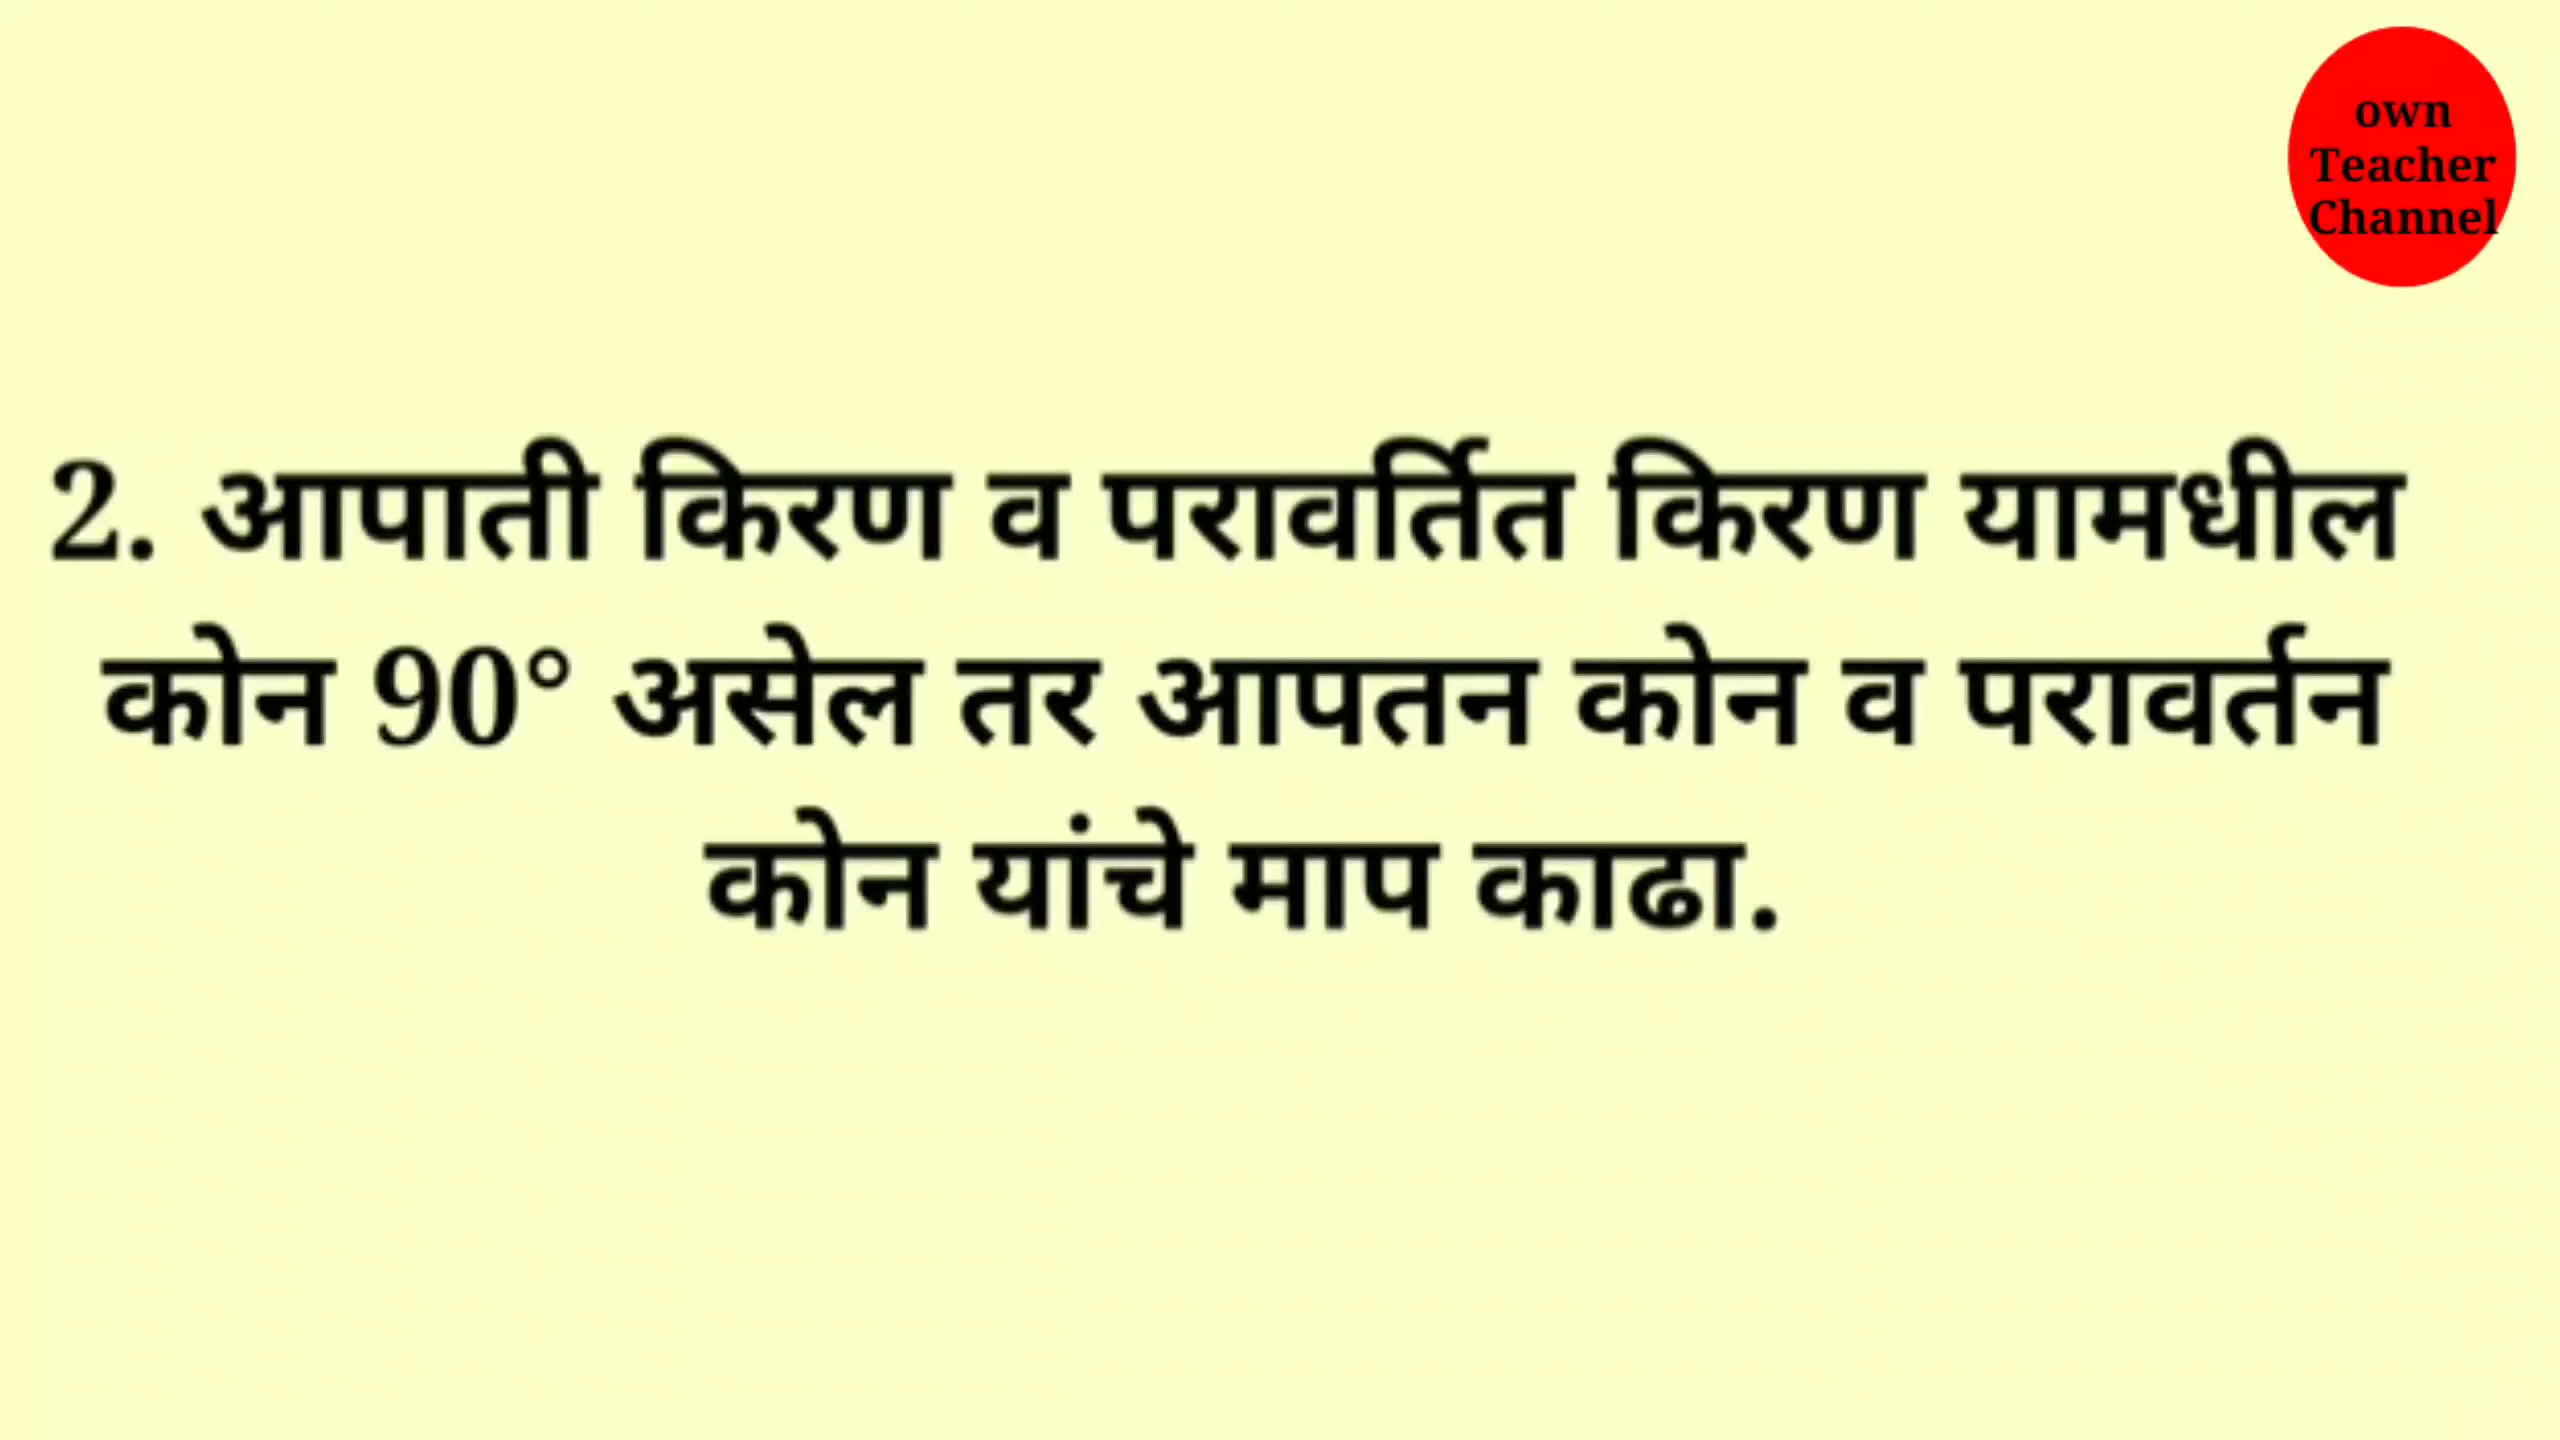 own
Teacher
Channel
2. आपाती किरण व परावर्तित किरण यामधील
कोन 90° असेल तर आपतन कोन व परावर्तन
कोन यांचे माप काढा.